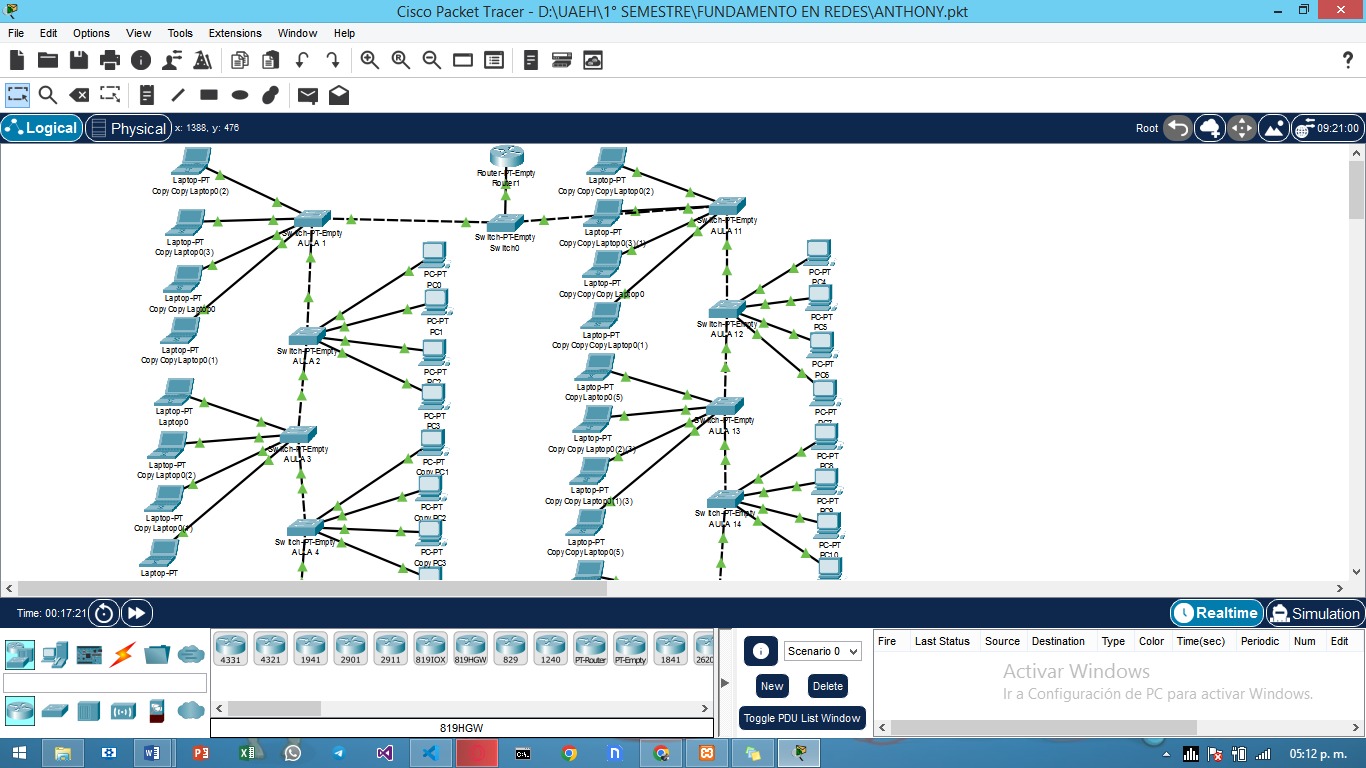 Cisco Packet Tracer - D:\UAEH\1° SEMESTRE\FUNDAMENTO EN REDES\ANTHONY.pkt
File Edit Options View Tools Extensions Window Help
Logical Physical x: 1388, y: 476 Root 09:21:00
Laptop-PT
Copy Copy Laptop0(2)
Laptop-PT
Copy Laptop0(3)
Laptop-PT
Copy Copy Laptop0
Laptop-PT
Copy Copy Laptop0(1)
Laptop-PT
Laptop0
Laptop-PT
Copy Laptop0(2)
Laptop-PT
Copy Laptop0(1)
Laptop-PT
Switch-PT-Empty
AULA 1
Switch-PT-Empty
AULA 2
Switch-PT-Empty
AULA 3
Switch-PT-Empty
AULA 4
PC-PT
PC0
PC-PT
PC1
PC-PT
PC2
PC-PT
PC3
PC-PT
Copy PC1
PC-PT
Copy PC2
PC-PT
Copy PC3
Router-PT-Empty
Router1
Switch-PT-Empty
Switch0
Laptop-PT
Copy Copy Copy Laptop0(2)
Laptop-PT
Copy Copy Laptop0(3)(1)
Laptop-PT
Copy Copy Copy Laptop0
Laptop-PT
Copy Copy Copy Laptop0(1)
Laptop-PT
Copy Laptop0(5)
Laptop-PT
Copy Copy Laptop0(2)(3)
Laptop-PT
Copy Copy Laptop0(1)(3)
Laptop-PT
Copy Copy Laptop0(5)
Switch-PT-Empty
AULA 11
Switch-PT-Empty
AULA 12
Switch-PT-Empty
AULA 13
Switch-PT-Empty
AULA 14
PC-PT
PC4
PC-PT
PC5
PC-PT
PC6
PC-PT
PC7
PC-PT
PC8
PC-PT
PC9
PC-PT
PC10
Time: 00:17:21 Realtime Simulation
4331 4321 1941 2901 2911 819IOX 819HGW 829 1240 PT-Router PT-Empty 1841 2620
819HGW
Scenario 0
New Delete
Toggle PDU List Window
Fire Last Status Source Destination Type Color Time(sec) Periodic Num Edit
Activar Windows
Ir a Configuración de PC para activar Windows.
05:12 p. m.